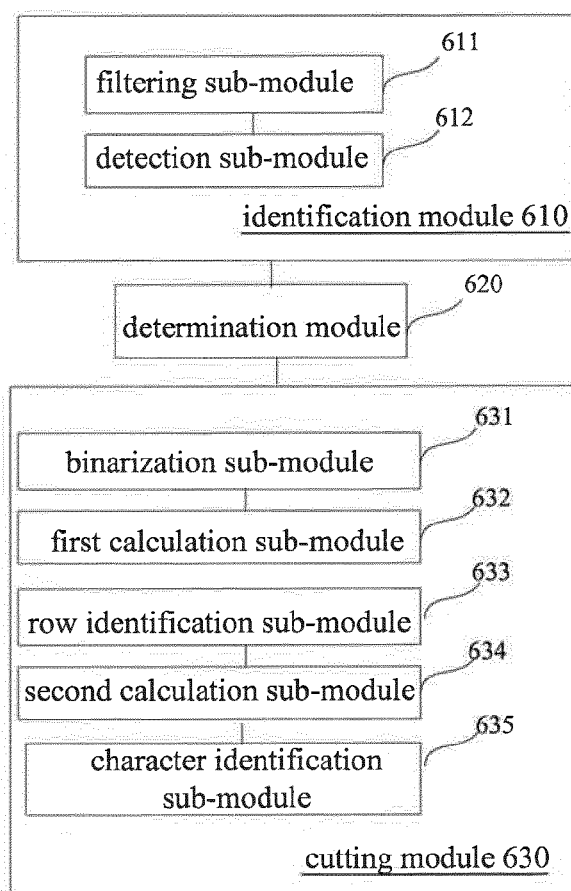 611
filtering sub-module
612
detection sub-module
identification module 610
620
determination module
631
binarization sub-module
632
first calculation sub-module
633
row identification sub-module
634
second calculation sub-module
635
character identification
sub-module
cutting module 630